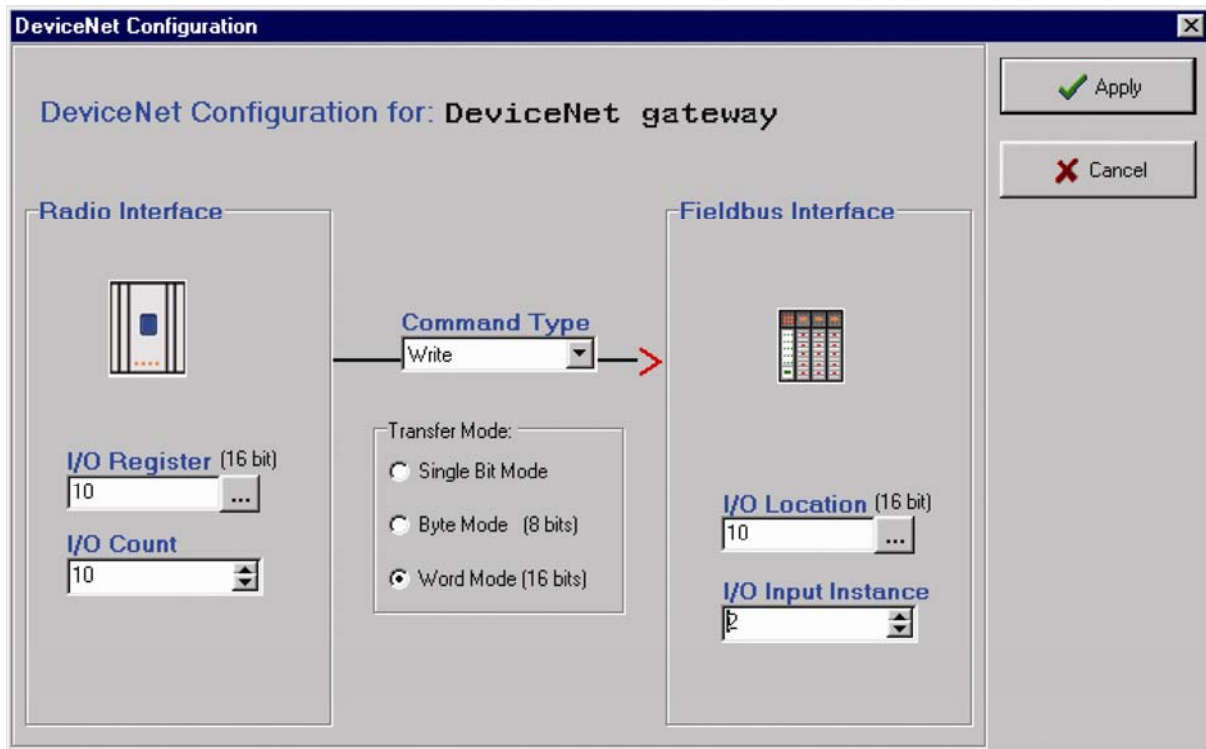 DeviceNet Configuration
DeviceNet Configuration for: DeviceNet gateway
Apply
Cancel
Radio Interface
Fieldbus Interface
Command Type
Write
Transfer Mode:
Single Bit Mode
Byte Mode (8 bits)
Word Mode (16 bits)
I/O Register (16 bit)
10
...
I/O Count
10
I/O Location (16 bit)
10
...
I/O Input Instance
2